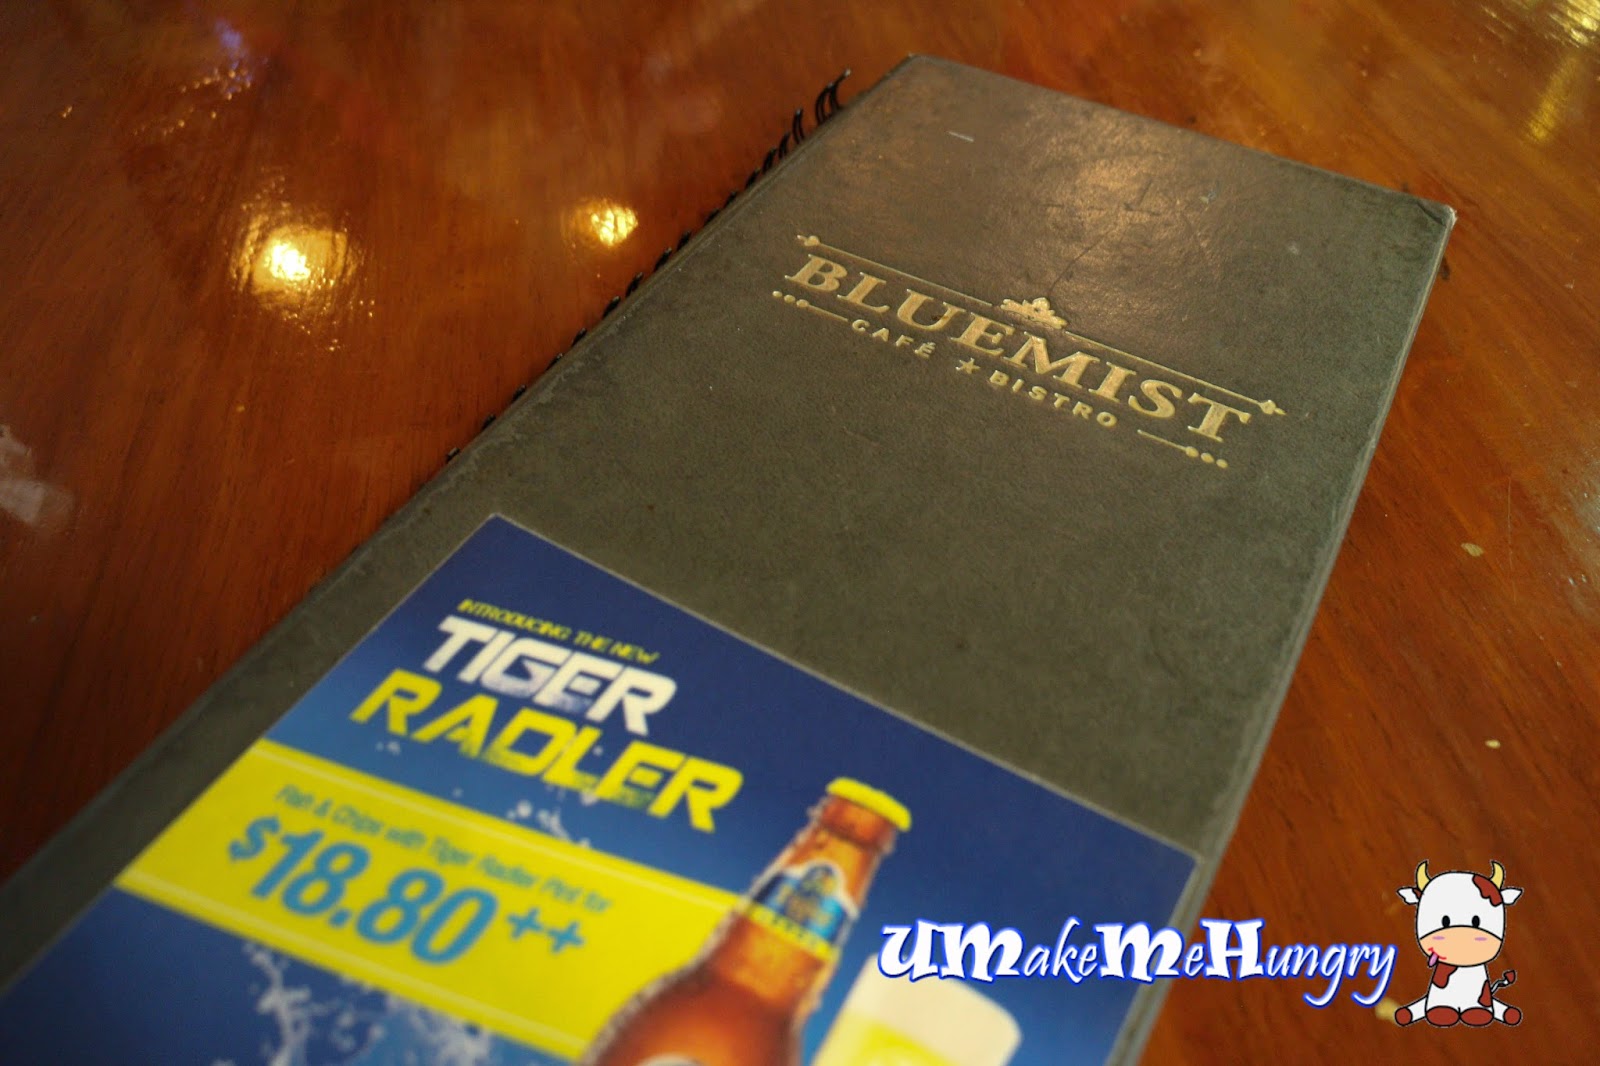 BLUEMIST
CAFÉ ★ BISTRO
INTRODUCING THE NEW
TIGER
RADLER
Fish & Chips with Tiger Radler Pint for
$18.80++
UMakeMeHungry